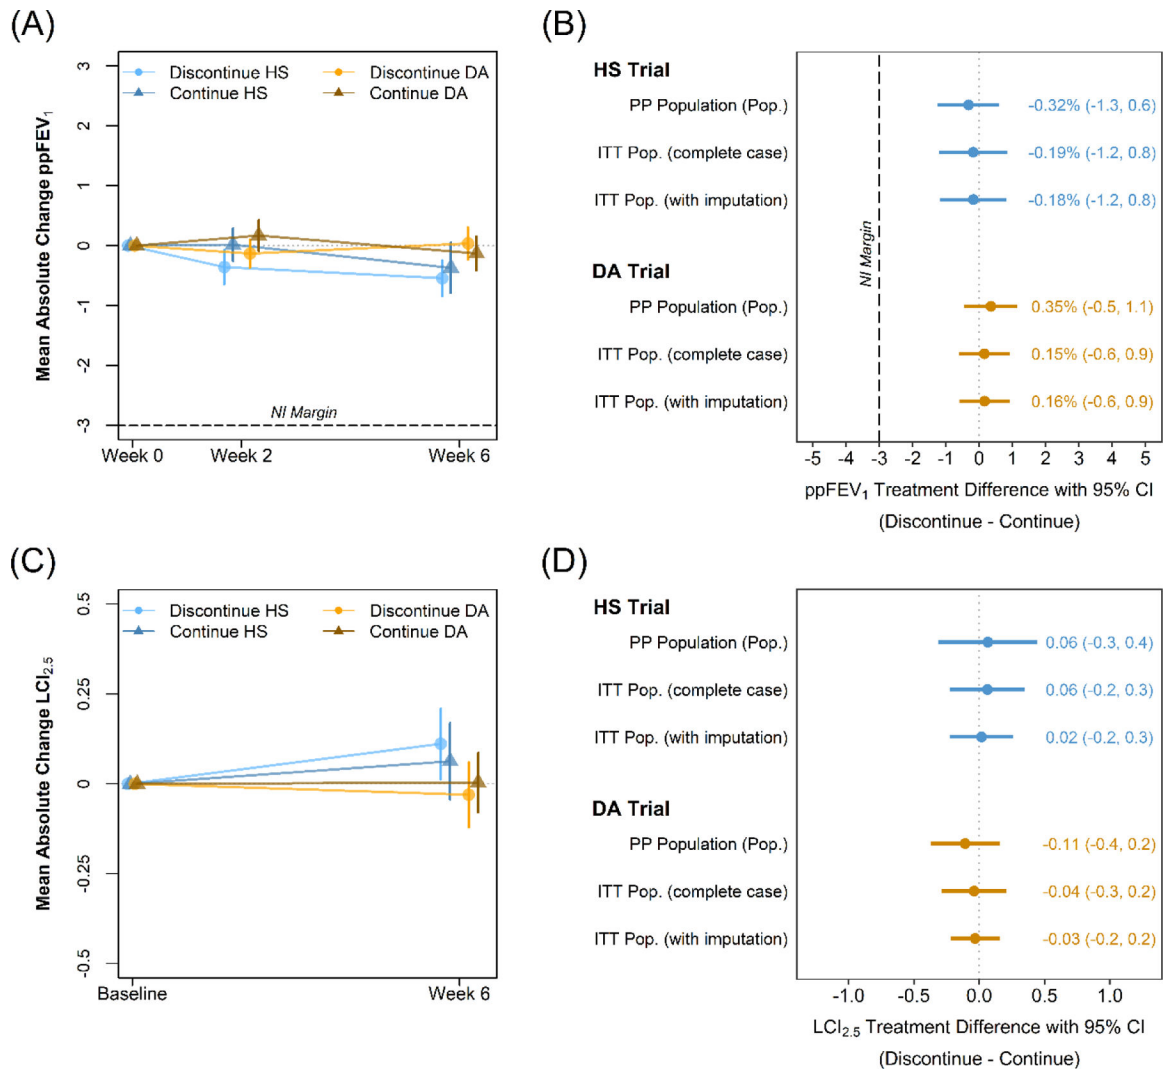 (A)
Mean Absolute Change ppFEV₁
3
2
1
0
-1
-2
-3
Discontinue HS
Continue HS
Discontinue DA
Continue DA
NI Margin
Week 0
Week 2
Week 6
(B)
HS Trial
PP Population (Pop.)
-0.32% (-1.3, 0.6)
ITT Pop. (complete case)
-0.19% (-1.2, 0.8)
ITT Pop. (with imputation)
-0.18% (-1.2, 0.8)
DA Trial
PP Population (Pop.)
0.35% (-0.5, 1.1)
ITT Pop. (complete case)
0.15% (-0.6, 0.9)
ITT Pop. (with imputation)
0.16% (-0.6, 0.9)
NI Margin
-5 -4 -3 -2 -1 0 1 2 3 4 5
ppFEV₁ Treatment Difference with 95% CI
(Discontinue - Continue)
(C)
Mean Absolute Change LCI₂.₅
0.5
0.25
0
-0.25
-0.5
Discontinue HS
Continue HS
Discontinue DA
Continue DA
Baseline
Week 6
(D)
HS Trial
PP Population (Pop.)
0.06 (-0.3, 0.4)
ITT Pop. (complete case)
0.06 (-0.2, 0.3)
ITT Pop. (with imputation)
0.02 (-0.2, 0.3)
DA Trial
PP Population (Pop.)
-0.11 (-0.4, 0.2)
ITT Pop. (complete case)
-0.04 (-0.3, 0.2)
ITT Pop. (with imputation)
-0.03 (-0.2, 0.2)
-1.0 -0.5 0.0 0.5 1.0
LCI₂.₅ Treatment Difference with 95% CI
(Discontinue - Continue)